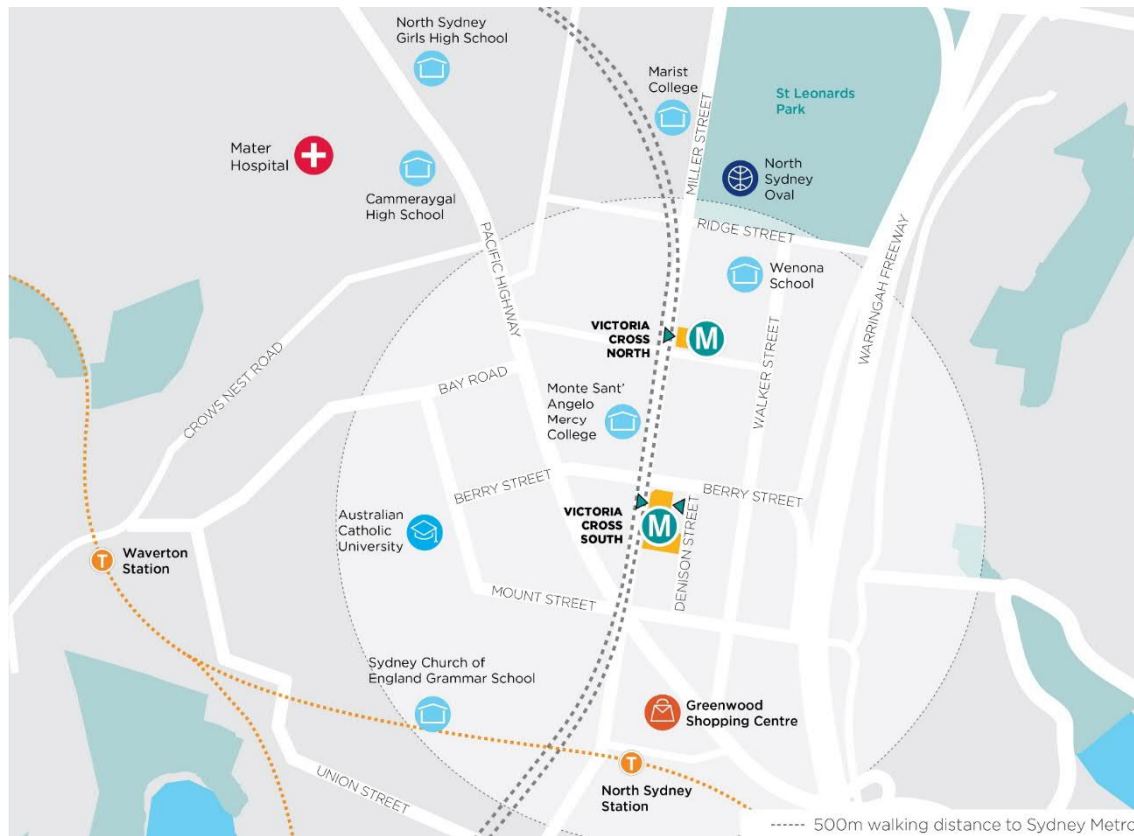 North Sydney
Girls High School
Marist
College
St Leonards
Park
MILLER STREET
Mater
Hospital
North
Sydney
Oval
Cammeraygal
High School
RIDGE STREET
PACIFIC HIGHWAY
WARRINGAH FREEWAY
Wenona
School
VICTORIA
CROSS
NORTH
M
WALKER STREET
CROWS NEST ROAD
BAY ROAD
Monte Sant'
Angelo
Mercy
College
BERRY STREET
BERRY STREET
Australian
Catholic
University
VICTORIA
CROSS
SOUTH
M
DENISON STREET
T
Waverton
Station
MOUNT STREET
Sydney Church of
England Grammar School
Greenwood
Shopping Centre
UNION STREET
T
North Sydney
Station
500m walking distance to Sydney Metro